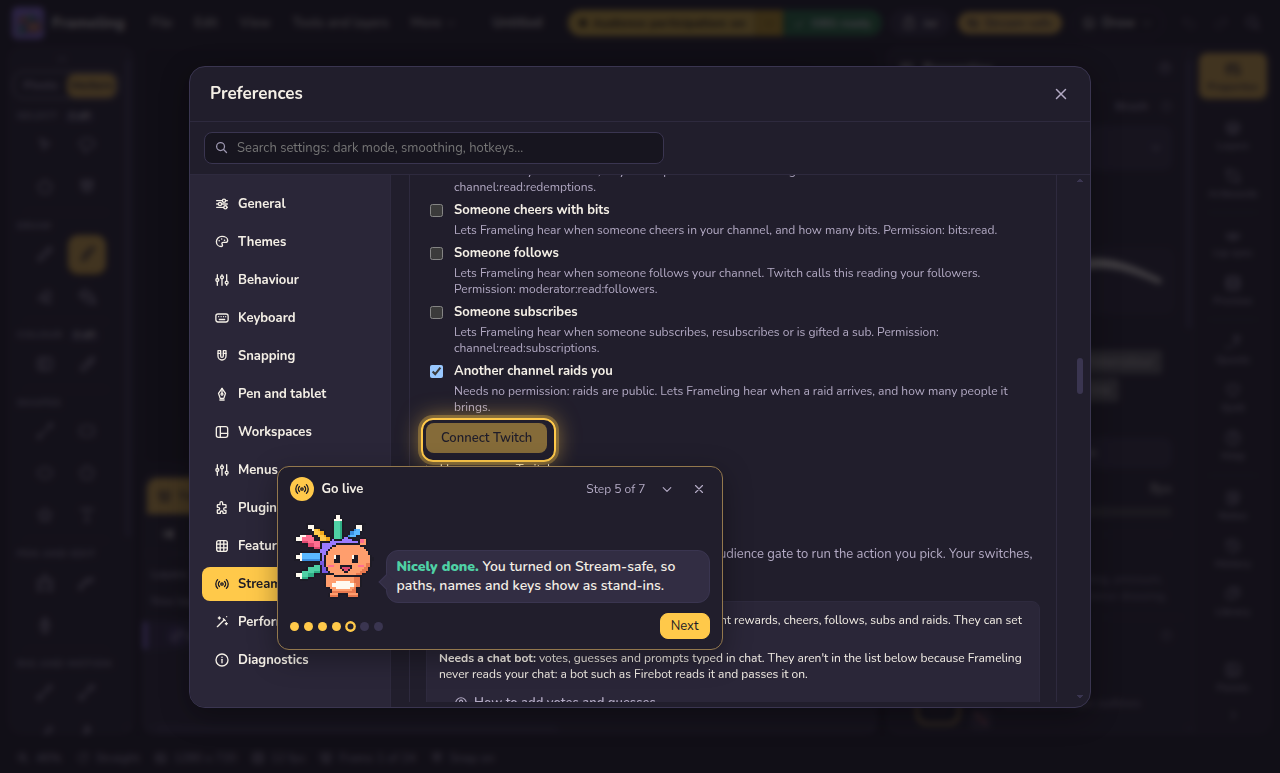 Preferences
Search settings: dark mode, smoothing, hotkeys...
General
Themes
Behaviour
Keyboard
Snapping
Pen and tablet
Workspaces
Menus
Diagnostics
channel:read:redemptions.
Someone cheers with bits
Lets Frameling hear when someone cheers in your channel, and how many bits. Permission: bits:read.
Someone follows
Lets Frameling hear when someone follows your channel. Twitch calls this reading your followers.
Permission: moderator:read:followers.
Someone subscribes
Lets Frameling hear when someone subscribes, resubscribes or is gifted a sub. Permission:
channel:read:subscriptions.
Another channel raids you
Needs no permission: raids are public. Lets Frameling hear when a raid arrives, and how many people it
brings.
Connect Twitch
Go live
Step 5 of 7
Nicely done. You turned on Stream-safe, so
paths, names and keys show as stand-ins.
Next
gate to run the action you pick. Your switches,
rewards, cheers, follows, subs and raids. They can set
Needs a chat bot: votes, guesses and prompts typed in chat. They aren't in the list below because Frameling
never reads your chat: a bot such as Firebot reads it and passes it on.
How to add votes and guesses